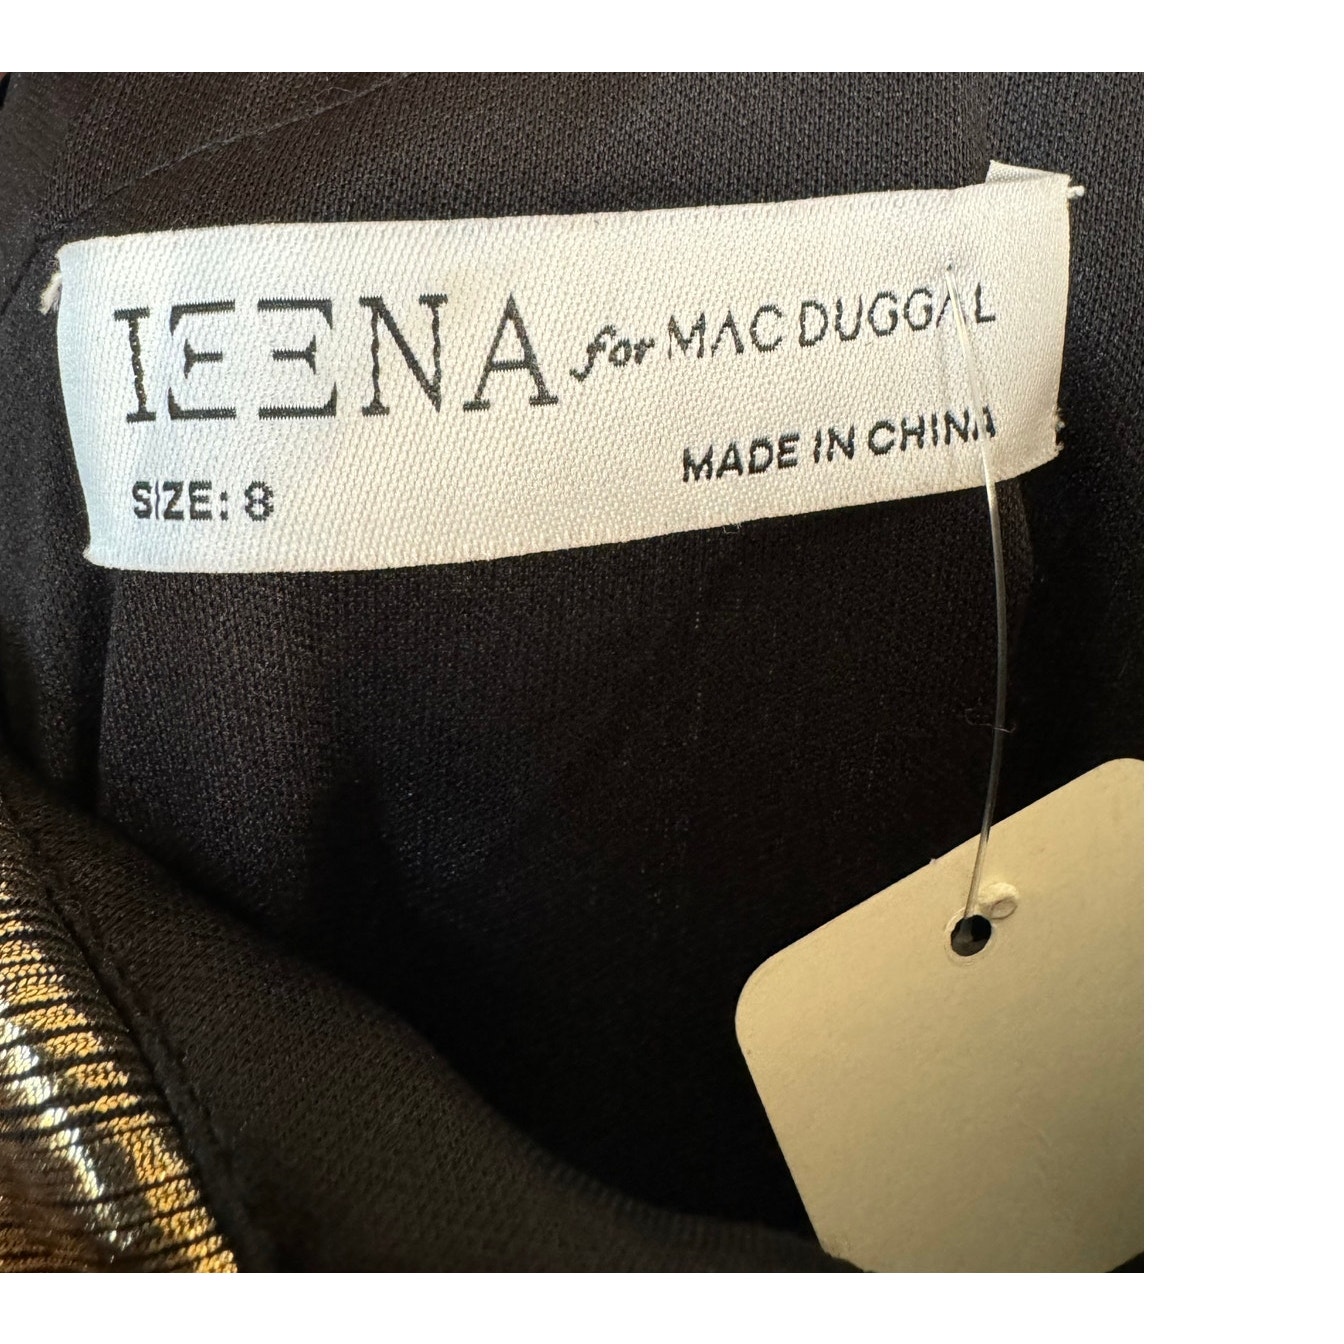 IEENA for MAC DUGGAL
MADE IN CHINA
SIZE: 8